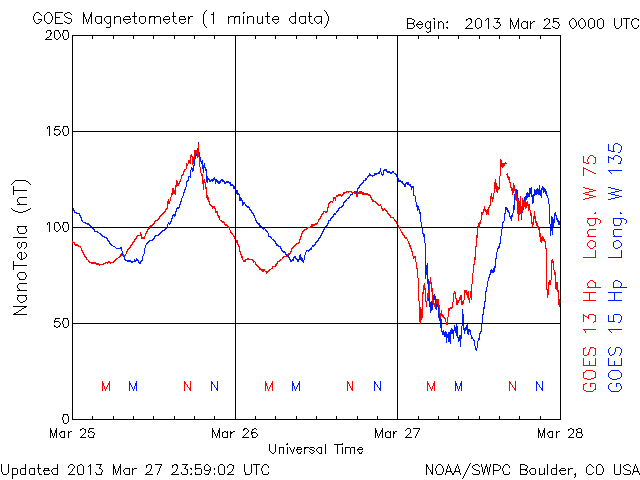 GOES Magnetometer (1 minute data)
Begin: 2013 Mar 25 0000 UTC
200
150
100
50
0
NanoTesla (nT)
M M N N M M N N M M N N
Mar 25 Mar 26 Mar 27 Mar 28
Universal Time
GOES 13 Hp Long. W 75
GOES 15 Hp Long. W 135
Updated 2013 Mar 27 23:59:02 UTC
NOAA/SWPC Boulder, CO USA